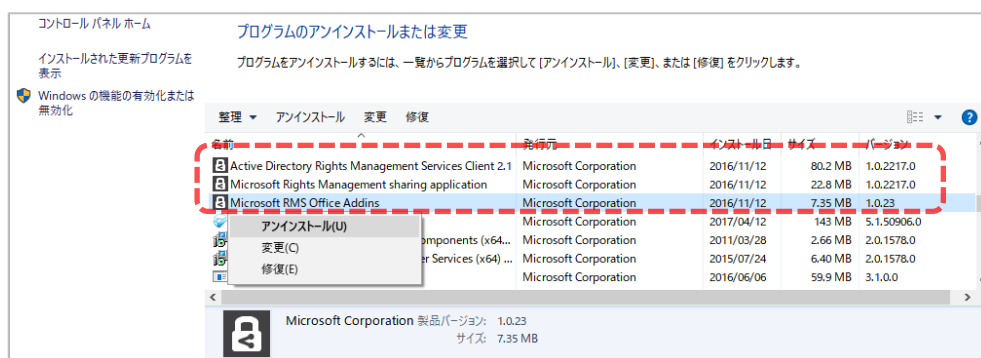 コントロール パネル ホーム
インストールされた更新プログラムを
表示
Windows の機能の有効化または
無効化
プログラムのアンインストールまたは変更
プログラムをアンインストールするには、一覧からプログラムを選択して [アンインストール]、[変更]、または [修復] をクリックします。
整理 アンインストール 変更 修復
名前 発行元 インストール日 サイズ バージョン
Active Directory Rights Management Services Client 2.1 Microsoft Corporation 2016/11/12 80.2 MB 1.0.2217.0
Microsoft Rights Management sharing application Microsoft Corporation 2016/11/12 22.8 MB 1.0.2217.0
Microsoft RMS Office Addins Microsoft Corporation 2016/11/12 7.35 MB 1.0.23
アンインストール(U) Microsoft Corporation 2017/04/12 143 MB 5.1.50906.0
変更(C) omponents (x64... Microsoft Corporation 2011/03/28 2.66 MB 2.0.1578.0
修復(E) er Services (x64) ... Microsoft Corporation 2015/07/24 6.40 MB 2.0.1578.0
Microsoft Corporation 2016/06/06 59.9 MB 3.1.0.0
Microsoft Corporation 製品バージョン: 1.0.23
サイズ: 7.35 MB